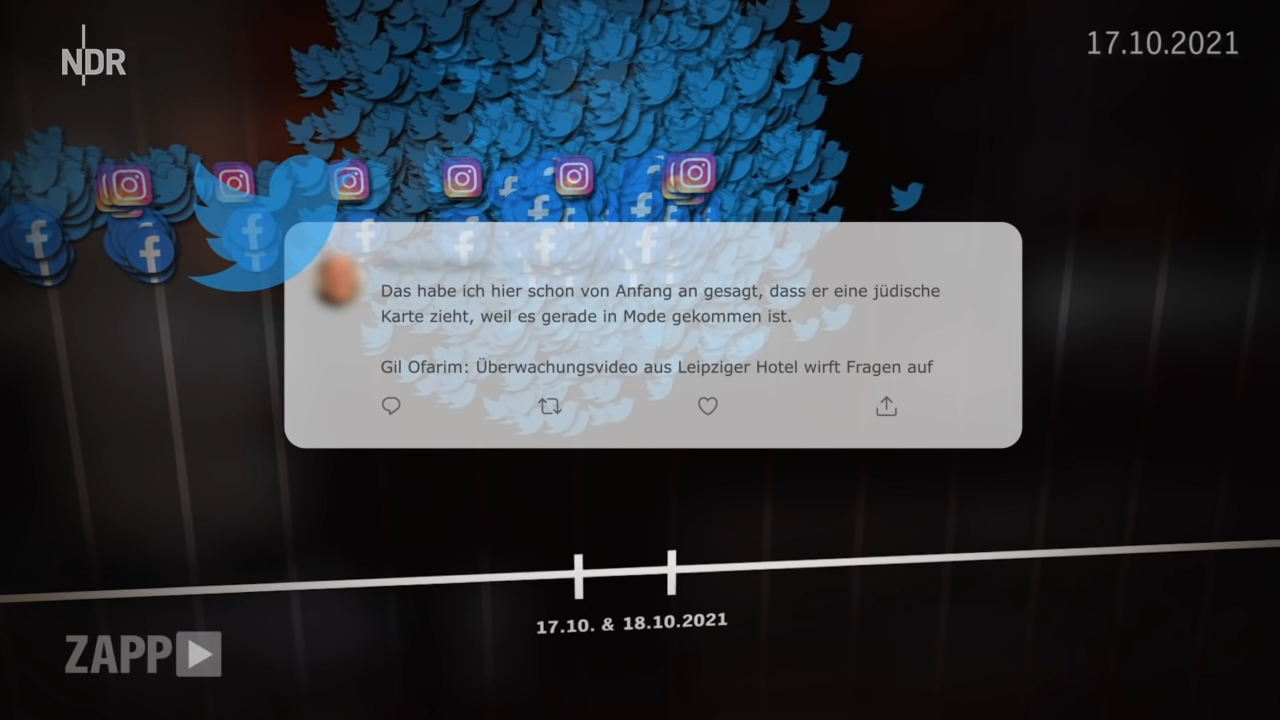 NDR
17.10.2021
Das habe ich hier schon von Anfang an gesagt, dass er eine jüdische
Karte zieht, weil es gerade in Mode gekommen ist.
Gil Ofarim: Überwachungsvideo aus Leipziger Hotel wirft Fragen auf
17.10. & 18.10.2021
ZAPP